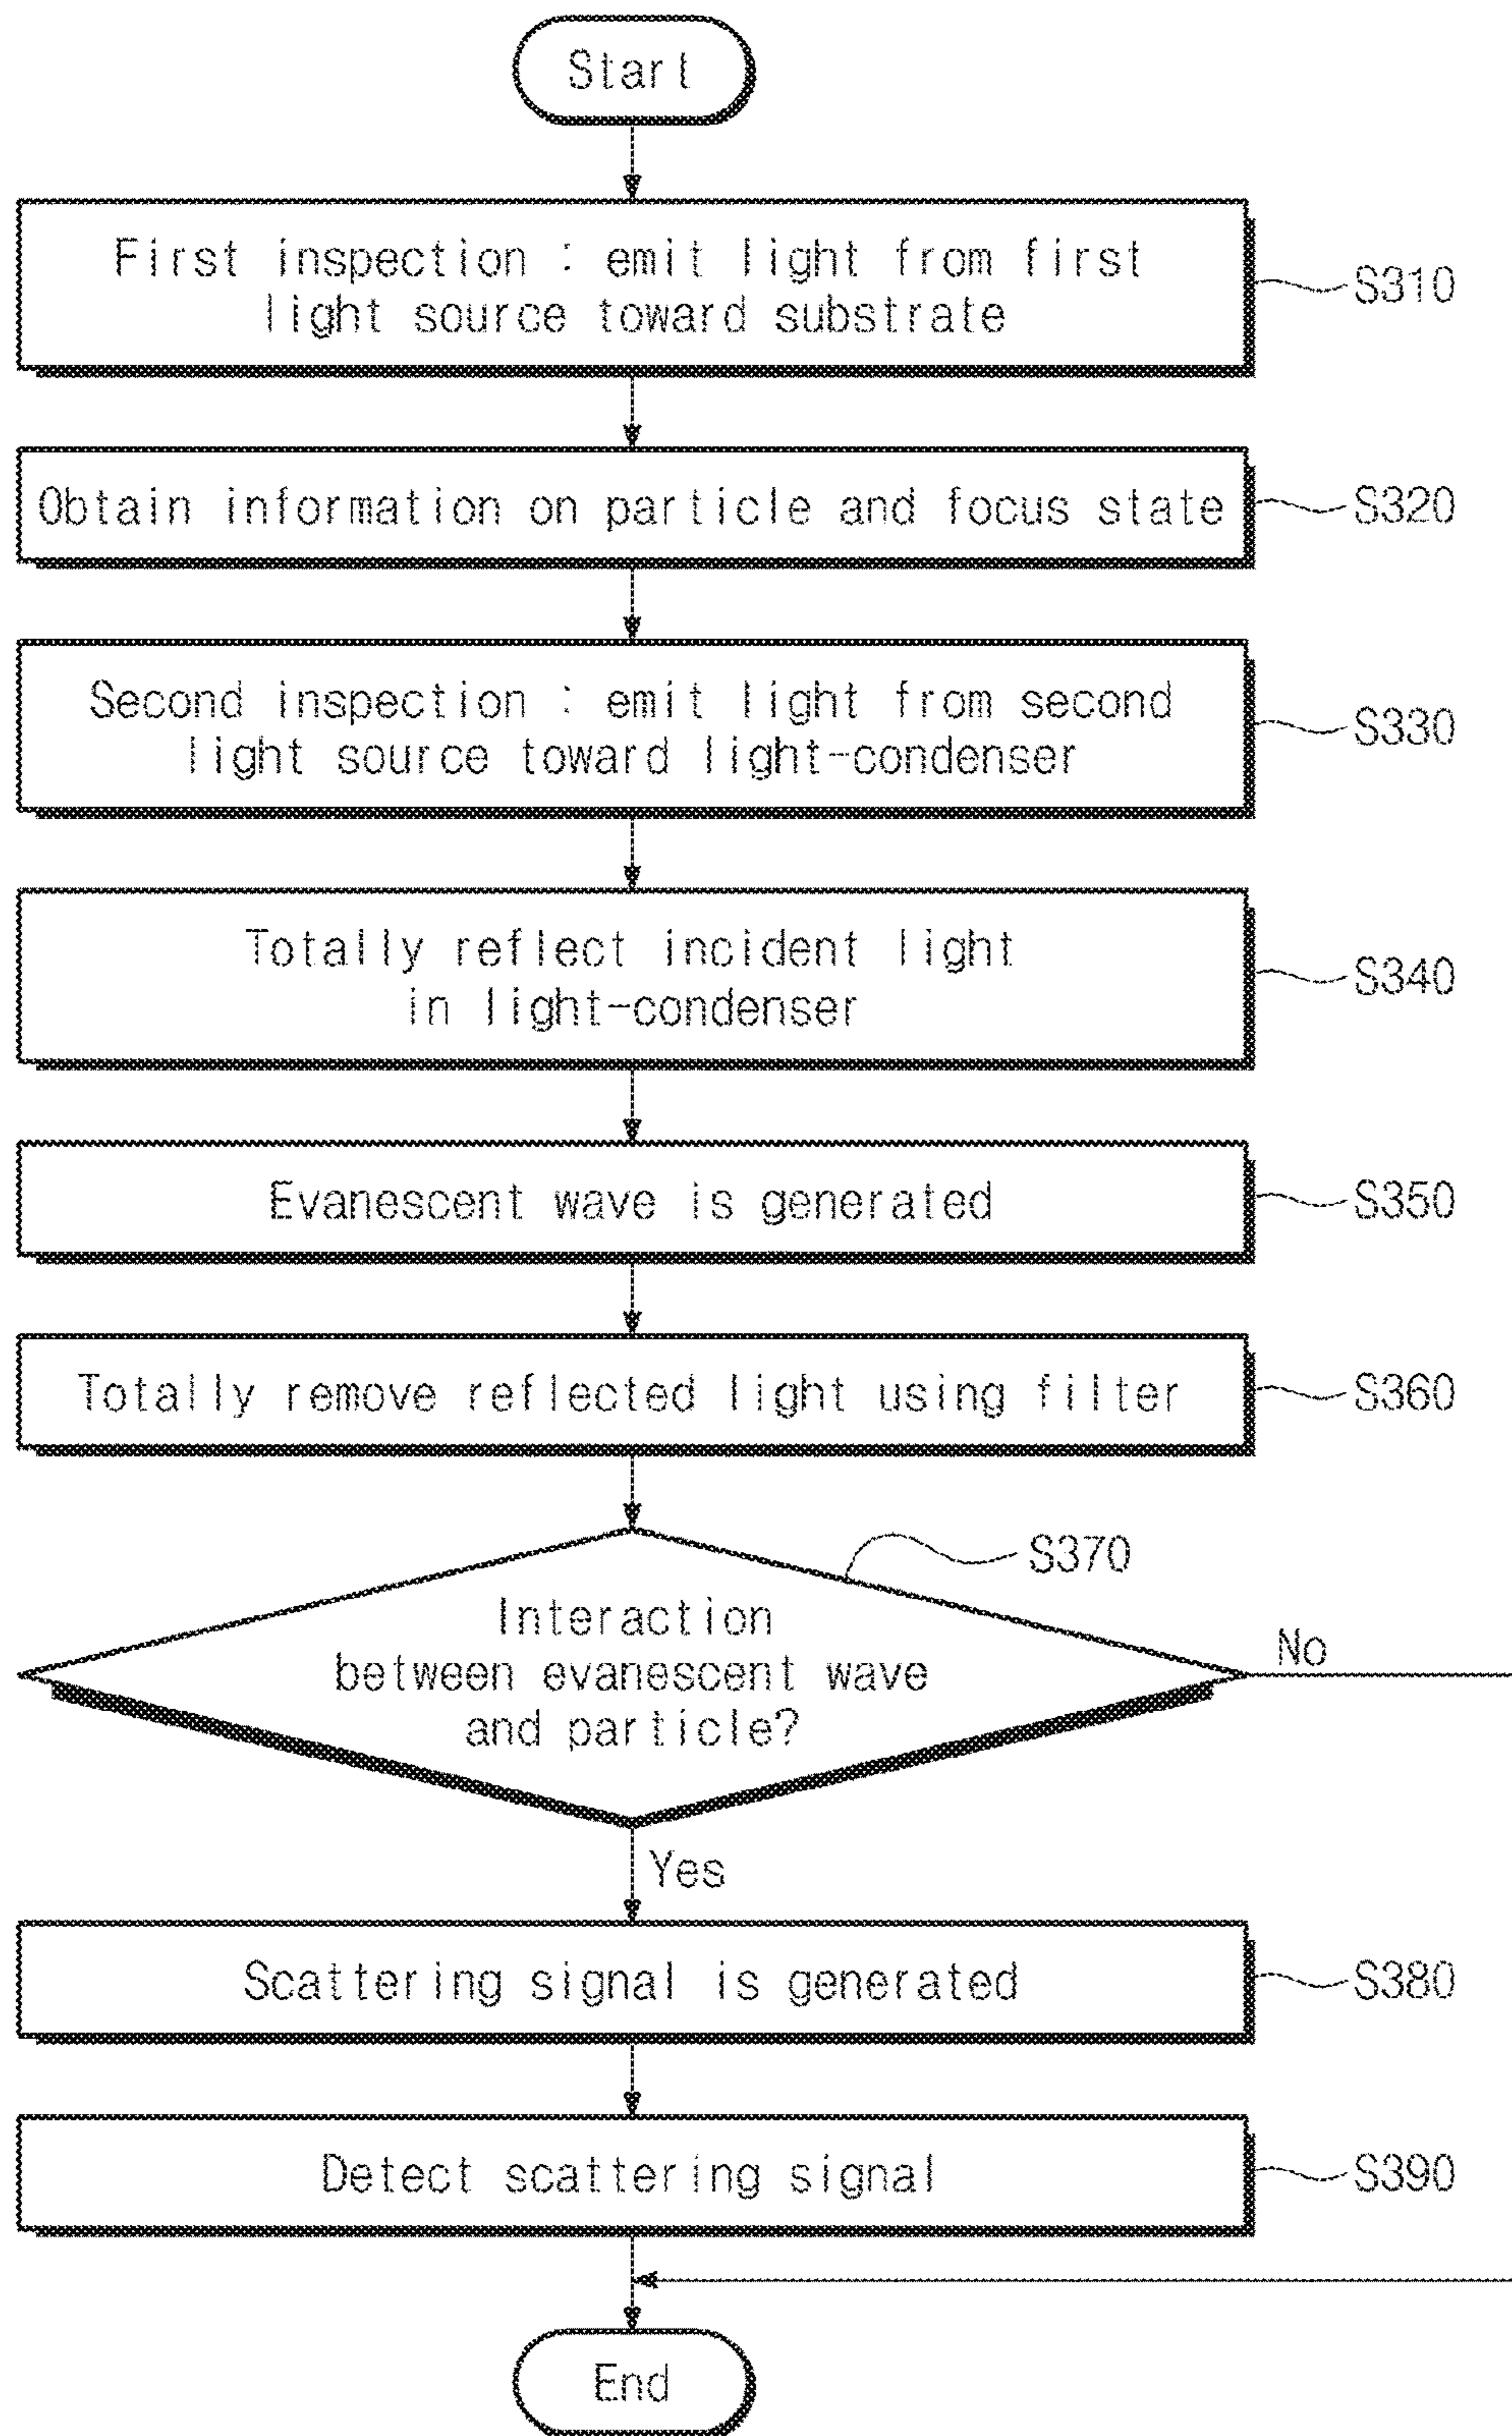 Start
First inspection : emit light from first
light source toward substrate
S310
Obtain information on particle and focus state
S320
Second inspection : emit light from second
light source toward light-condenser
S330
Totally reflect incident light
in light-condenser
S340
Evanescent wave is generated
S350
Totally remove reflected light using filter
S360
S370
Interaction
between evanescent wave
and particle?
No
Yes
Scattering signal is generated
S380
Detect scattering signal
S390
End